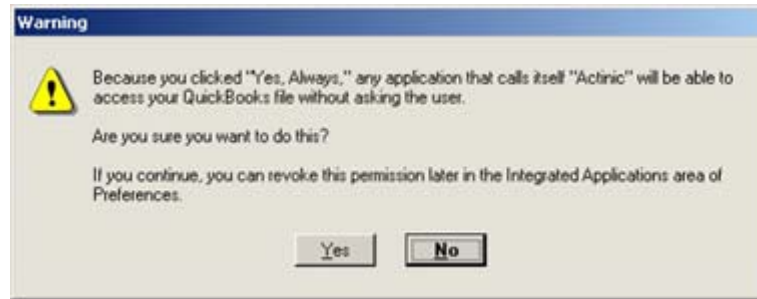 Warning
Because you clicked "Yes, Always," any application that calls itself "Actinic" will be able to
access your QuickBooks file without asking the user.
Are you sure you want to do this?
If you continue, you can revoke this permission later in the Integrated Applications area of
Preferences.
Yes
No